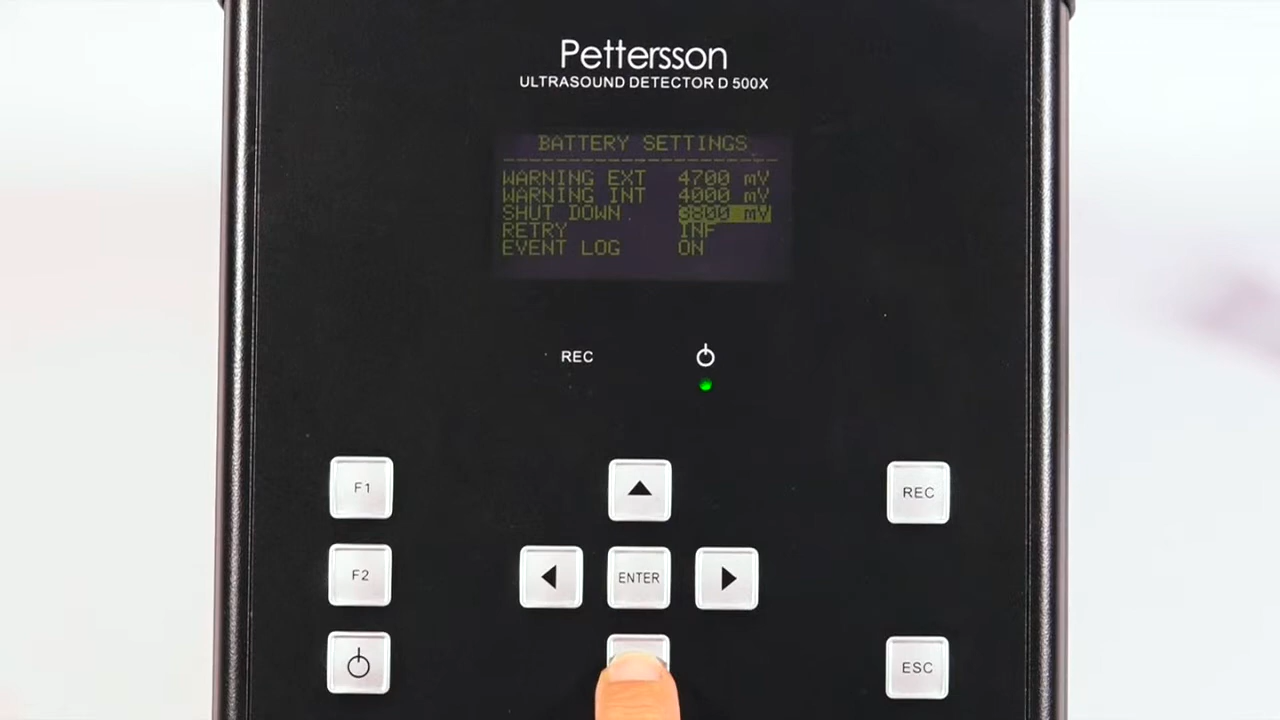 Pettersson
ULTRASOUND DETECTOR D 500X
BATTERY SETTINGS
WARNING EXT 4700 mV
WARNING INT 4000 mV
SHUT DOWN 3800 mV
RETRY INF
EVENT LOG ON
REC
F1
REC
F2
ENTER
ESC